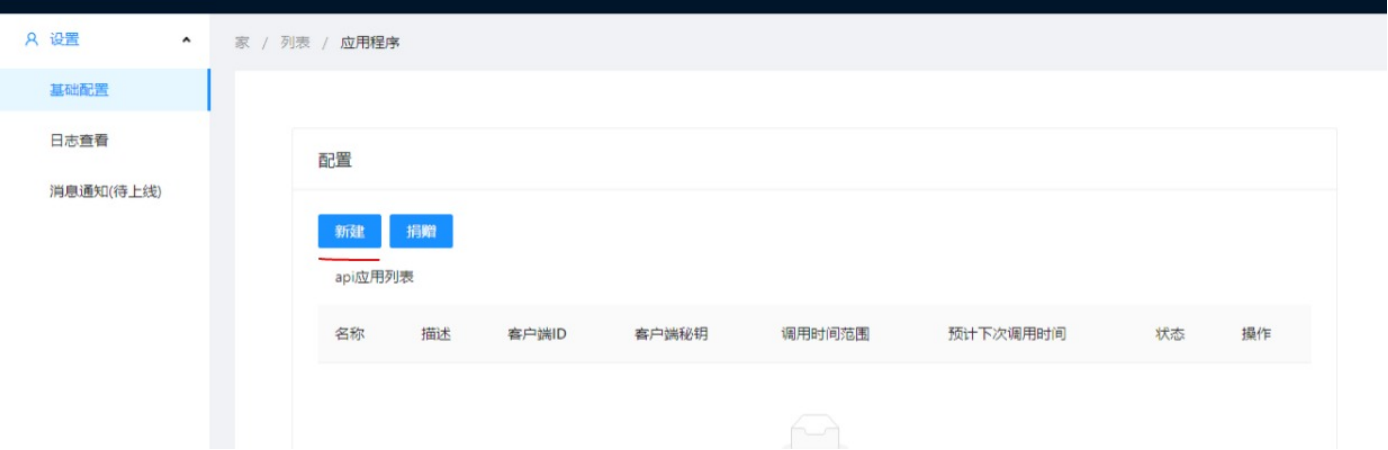 设置
家 / 列表 / 应用程序
基础配置
日志查看
消息通知(待上线)
配置
新建 捐赠
api应用列表
名称 描述 客户端ID 客户端秘钥 调用时间范围 预计下次调用时间 状态 操作